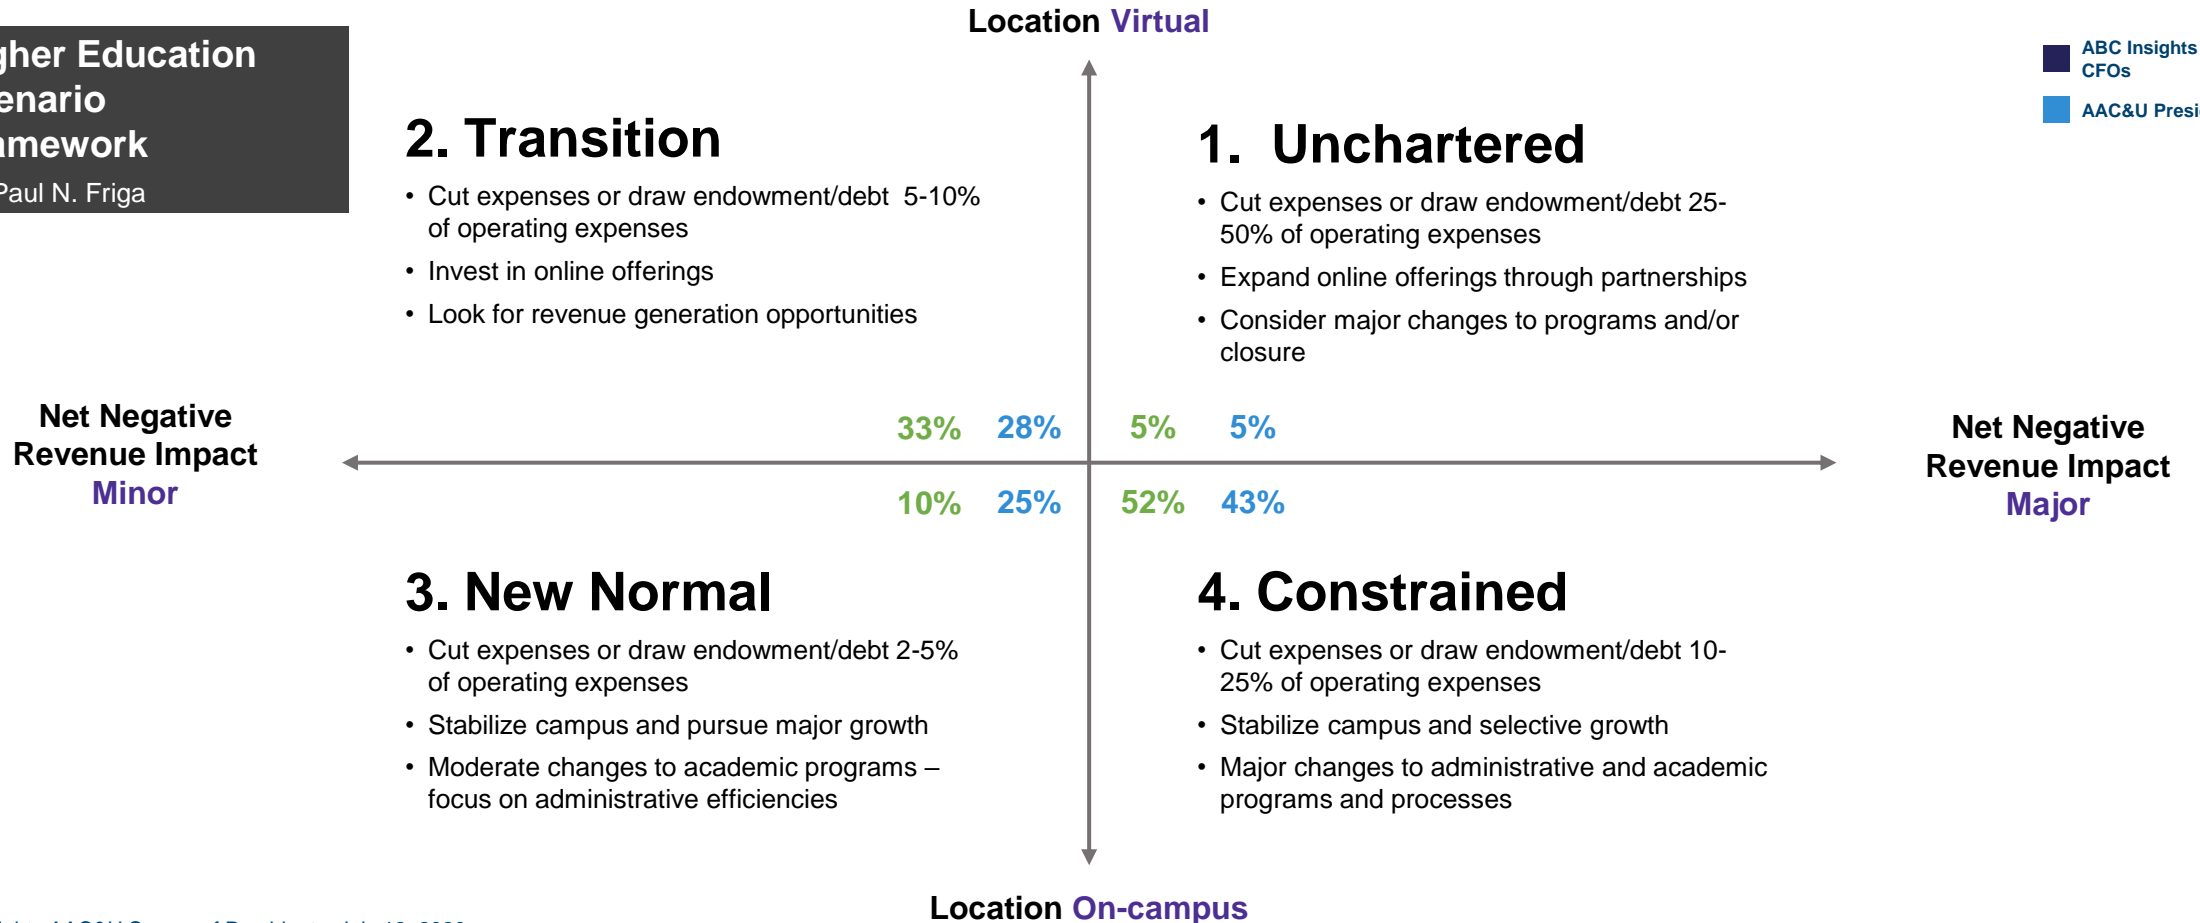 Location Virtual
gher Education
enario
amework
Paul N. Friga
ABC Insights
CFOs
AAC&U Presi
2. Transition
• Cut expenses or draw endowment/debt 5-10%
of operating expenses
• Invest in online offerings
• Look for revenue generation opportunities
1. Unchartered
• Cut expenses or draw endowment/debt 25-
50% of operating expenses
• Expand online offerings through partnerships
• Consider major changes to programs and/or
closure
Net Negative
Revenue Impact
Minor
33% 28% 5% 5%
10% 25% 52% 43%
Net Negative
Revenue Impact
Major
3. New Normal
• Cut expenses or draw endowment/debt 2-5%
of operating expenses
• Stabilize campus and pursue major growth
• Moderate changes to academic programs –
focus on administrative efficiencies
4. Constrained
• Cut expenses or draw endowment/debt 10-
25% of operating expenses
• Stabilize campus and selective growth
• Major changes to administrative and academic
programs and processes
Location On-campus